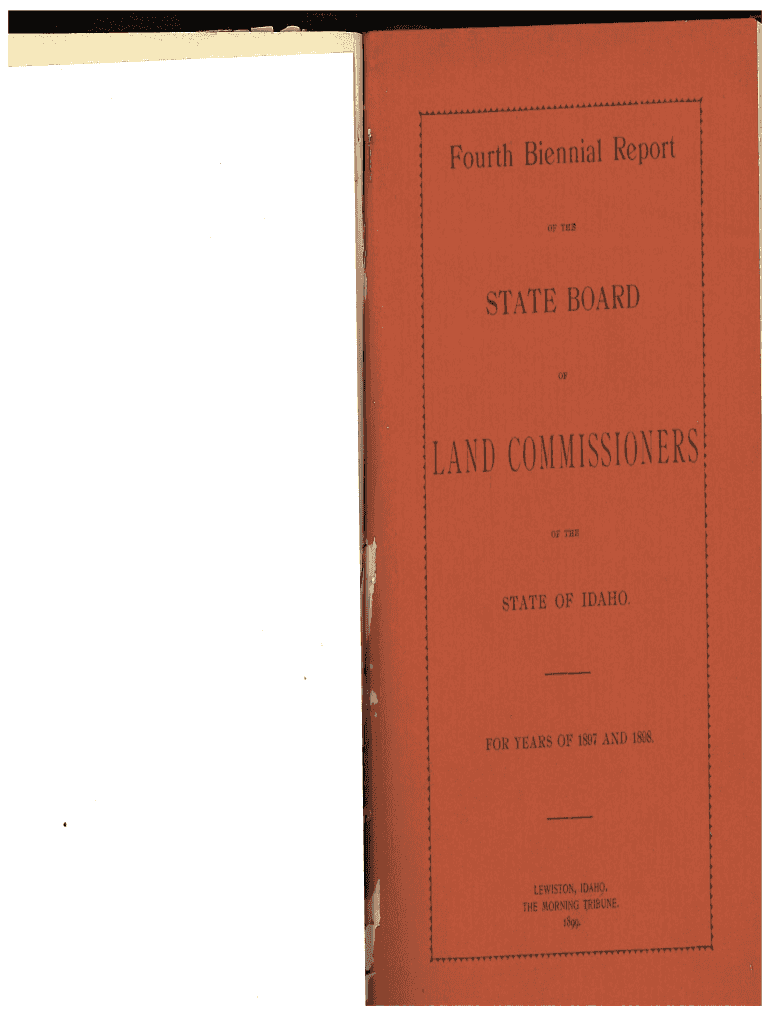 Fourth Biennial Report
OF THE
STATE BOARD
OF
LAND COMMISSIONERS
OF THE
STATE OF IDAHO.
FOR YEARS OF 1897 AND 1898.
LEWISTON, IDAHO.
THE MORNING TRIBUNE.
1899.